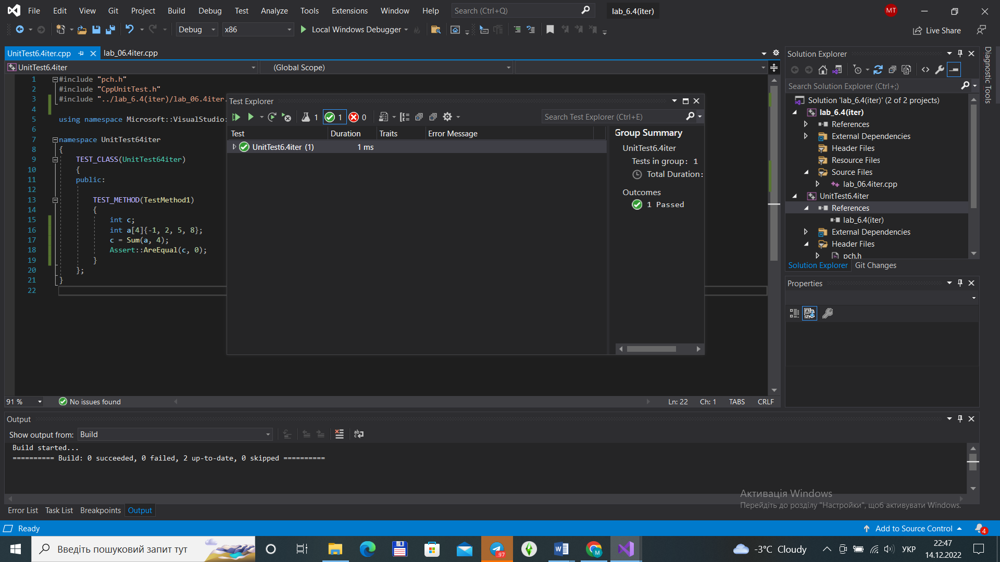 File Edit View Git Project Build Debug Test Analyze Tools Extensions Window Help Search (Ctrl+Q) lab_6.4(iter) MT
Debug x86 Local Windows Debugger Live Share
UnitTest6.4iter.cpp lab_06.4iter.cpp
UnitTest6.4iter (Global Scope)
1 #include "pch.h"
2 #include "CppUnitTest.h"
3 #include "../lab_6.4(iter)/lab_06.4iter.
4
5 using namespace Microsoft::VisualStudio:
6
7 namespace UnitTest64iter
8 {
9 TEST_CLASS(UnitTest64iter)
10 {
11 public:
12
13 TEST_METHOD(TestMethod1)
14 {
15 int c;
16 int a[4]{-1, 2, 5, 8};
17 c = Sum(a, 4);
18 Assert::AreEqual(c, 0);
19 }
20 };
21 }
22
Test Explorer
1 1 0 Search Test Explorer (Ctrl+E)
Test Duration Traits Error Message
UnitTest6.4iter (1) 1 ms
Group Summary
UnitTest6.4iter
Tests in group: 1
Total Duration:
Outcomes
1 Passed
91 % No issues found Ln: 22 Ch: 1 TABS CRLF
Solution Explorer
Search Solution Explorer (Ctrl+;)
Solution 'lab_6.4(iter)' (2 of 2 projects)
lab_6.4(iter)
References
External Dependencies
Header Files
Resource Files
Source Files
lab_06.4iter.cpp
UnitTest6.4iter
References
lab_6.4(iter)
External Dependencies
Header Files
pch.h
Solution Explorer Git Changes
Properties
Diagnostic Tools
Output
Show output from: Build
Build started...
========== Build: 0 succeeded, 0 failed, 2 up-to-date, 0 skipped ==========
Активація Windows
Перейдіть до розділу "Настройки", щоб активувати Windows.
Error List Task List Breakpoints Output
Ready Add to Source Control 4
Введіть пошуковий запит тут 97 M -3°C Cloudy УКР 22:47
14.12.2022